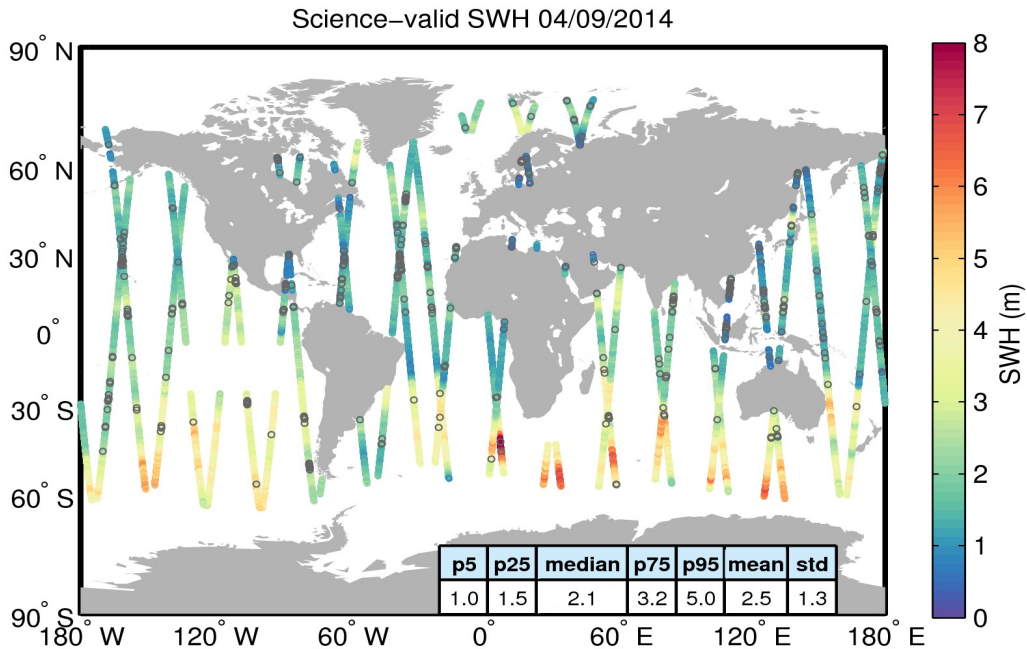 Science−valid SWH 04/09/2014
90° N
60° N
30° N
0°
30° S
60° S
90° S
180° W
120° W
60° W
0°
60° E
120° E
180° E
p5 p25 median p75 p95 mean std
1.0 1.5 2.1 3.2 5.0 2.5 1.3
8
7
6
5
4
3
2
1
0
SWH (m)